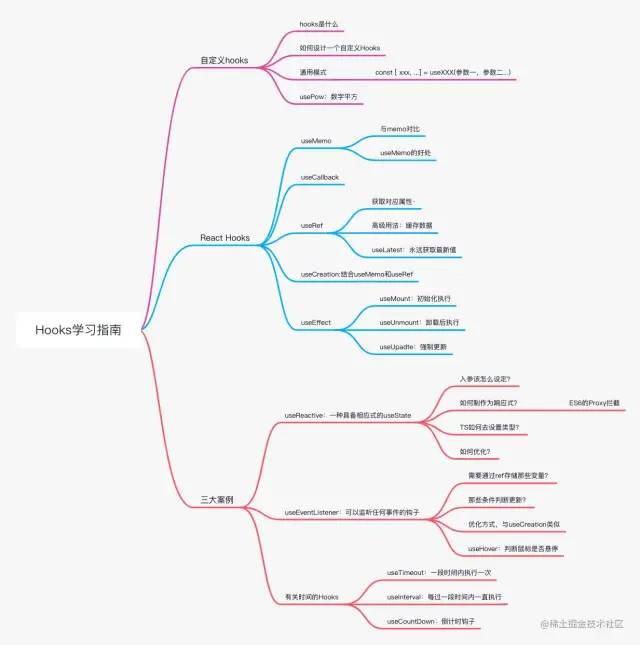 hooks是什么
如何设计一个自定义Hooks
自定义hooks
通用模式 const [ xxx, ...] = useXXX(参数一，参数二...)
usePow：数字平方
与memo对比
useMemo
useMemo的好处
useCallback
获取对应属性·
useRef
高级用法：缓存数据
React Hooks
useLatest：永远获取最新值
useCreation:结合useMemo和useRef
useMount：初始化执行
useEffect
useUnmount：卸载后执行
useUpadte：强制更新
Hooks学习指南
入参该怎么设定？
如何制作为响应式？ ES6的Proxy拦截
useReactive：一种具备相应式的useState
TS如何去设置类型？
如何优化？
三大案例
需要通过ref存储那些变量？
那些条件判断更新？
useEventListener：可以监听任何事件的钩子
优化方式，与useCreation类似
useHover：判断鼠标是否悬停
useTimeout：一段时间内执行一次
有关时间的Hooks
useInterval：每过一段时间内一直执行
useCountDown：倒计时钩子
@稀土掘金技术社区